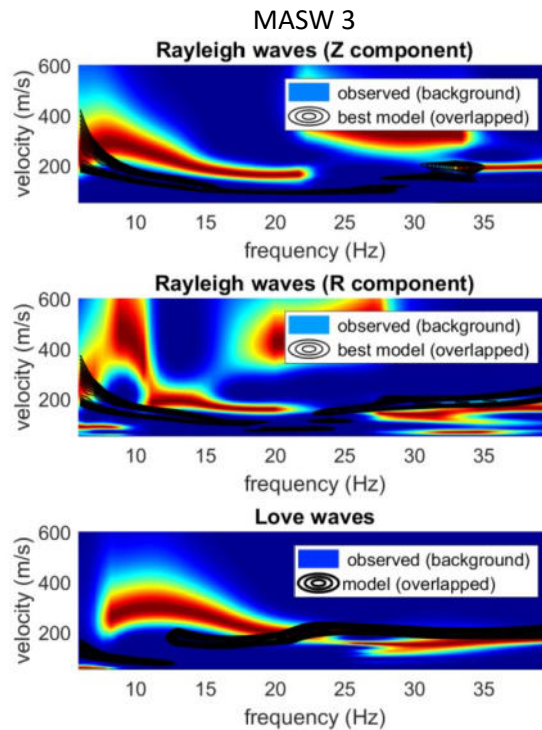 MASW 3
Rayleigh waves (Z component)
600
400
200
velocity (m/s)
observed (background)
best model (overlapped)
10 15 20 25 30 35
frequency (Hz)
Rayleigh waves (R component)
600
400
200
velocity (m/s)
observed (background)
best model (overlapped)
10 15 20 25 30 35
frequency (Hz)
Love waves
600
400
200
velocity (m/s)
observed (background)
model (overlapped)
10 15 20 25 30 35
frequency (Hz)